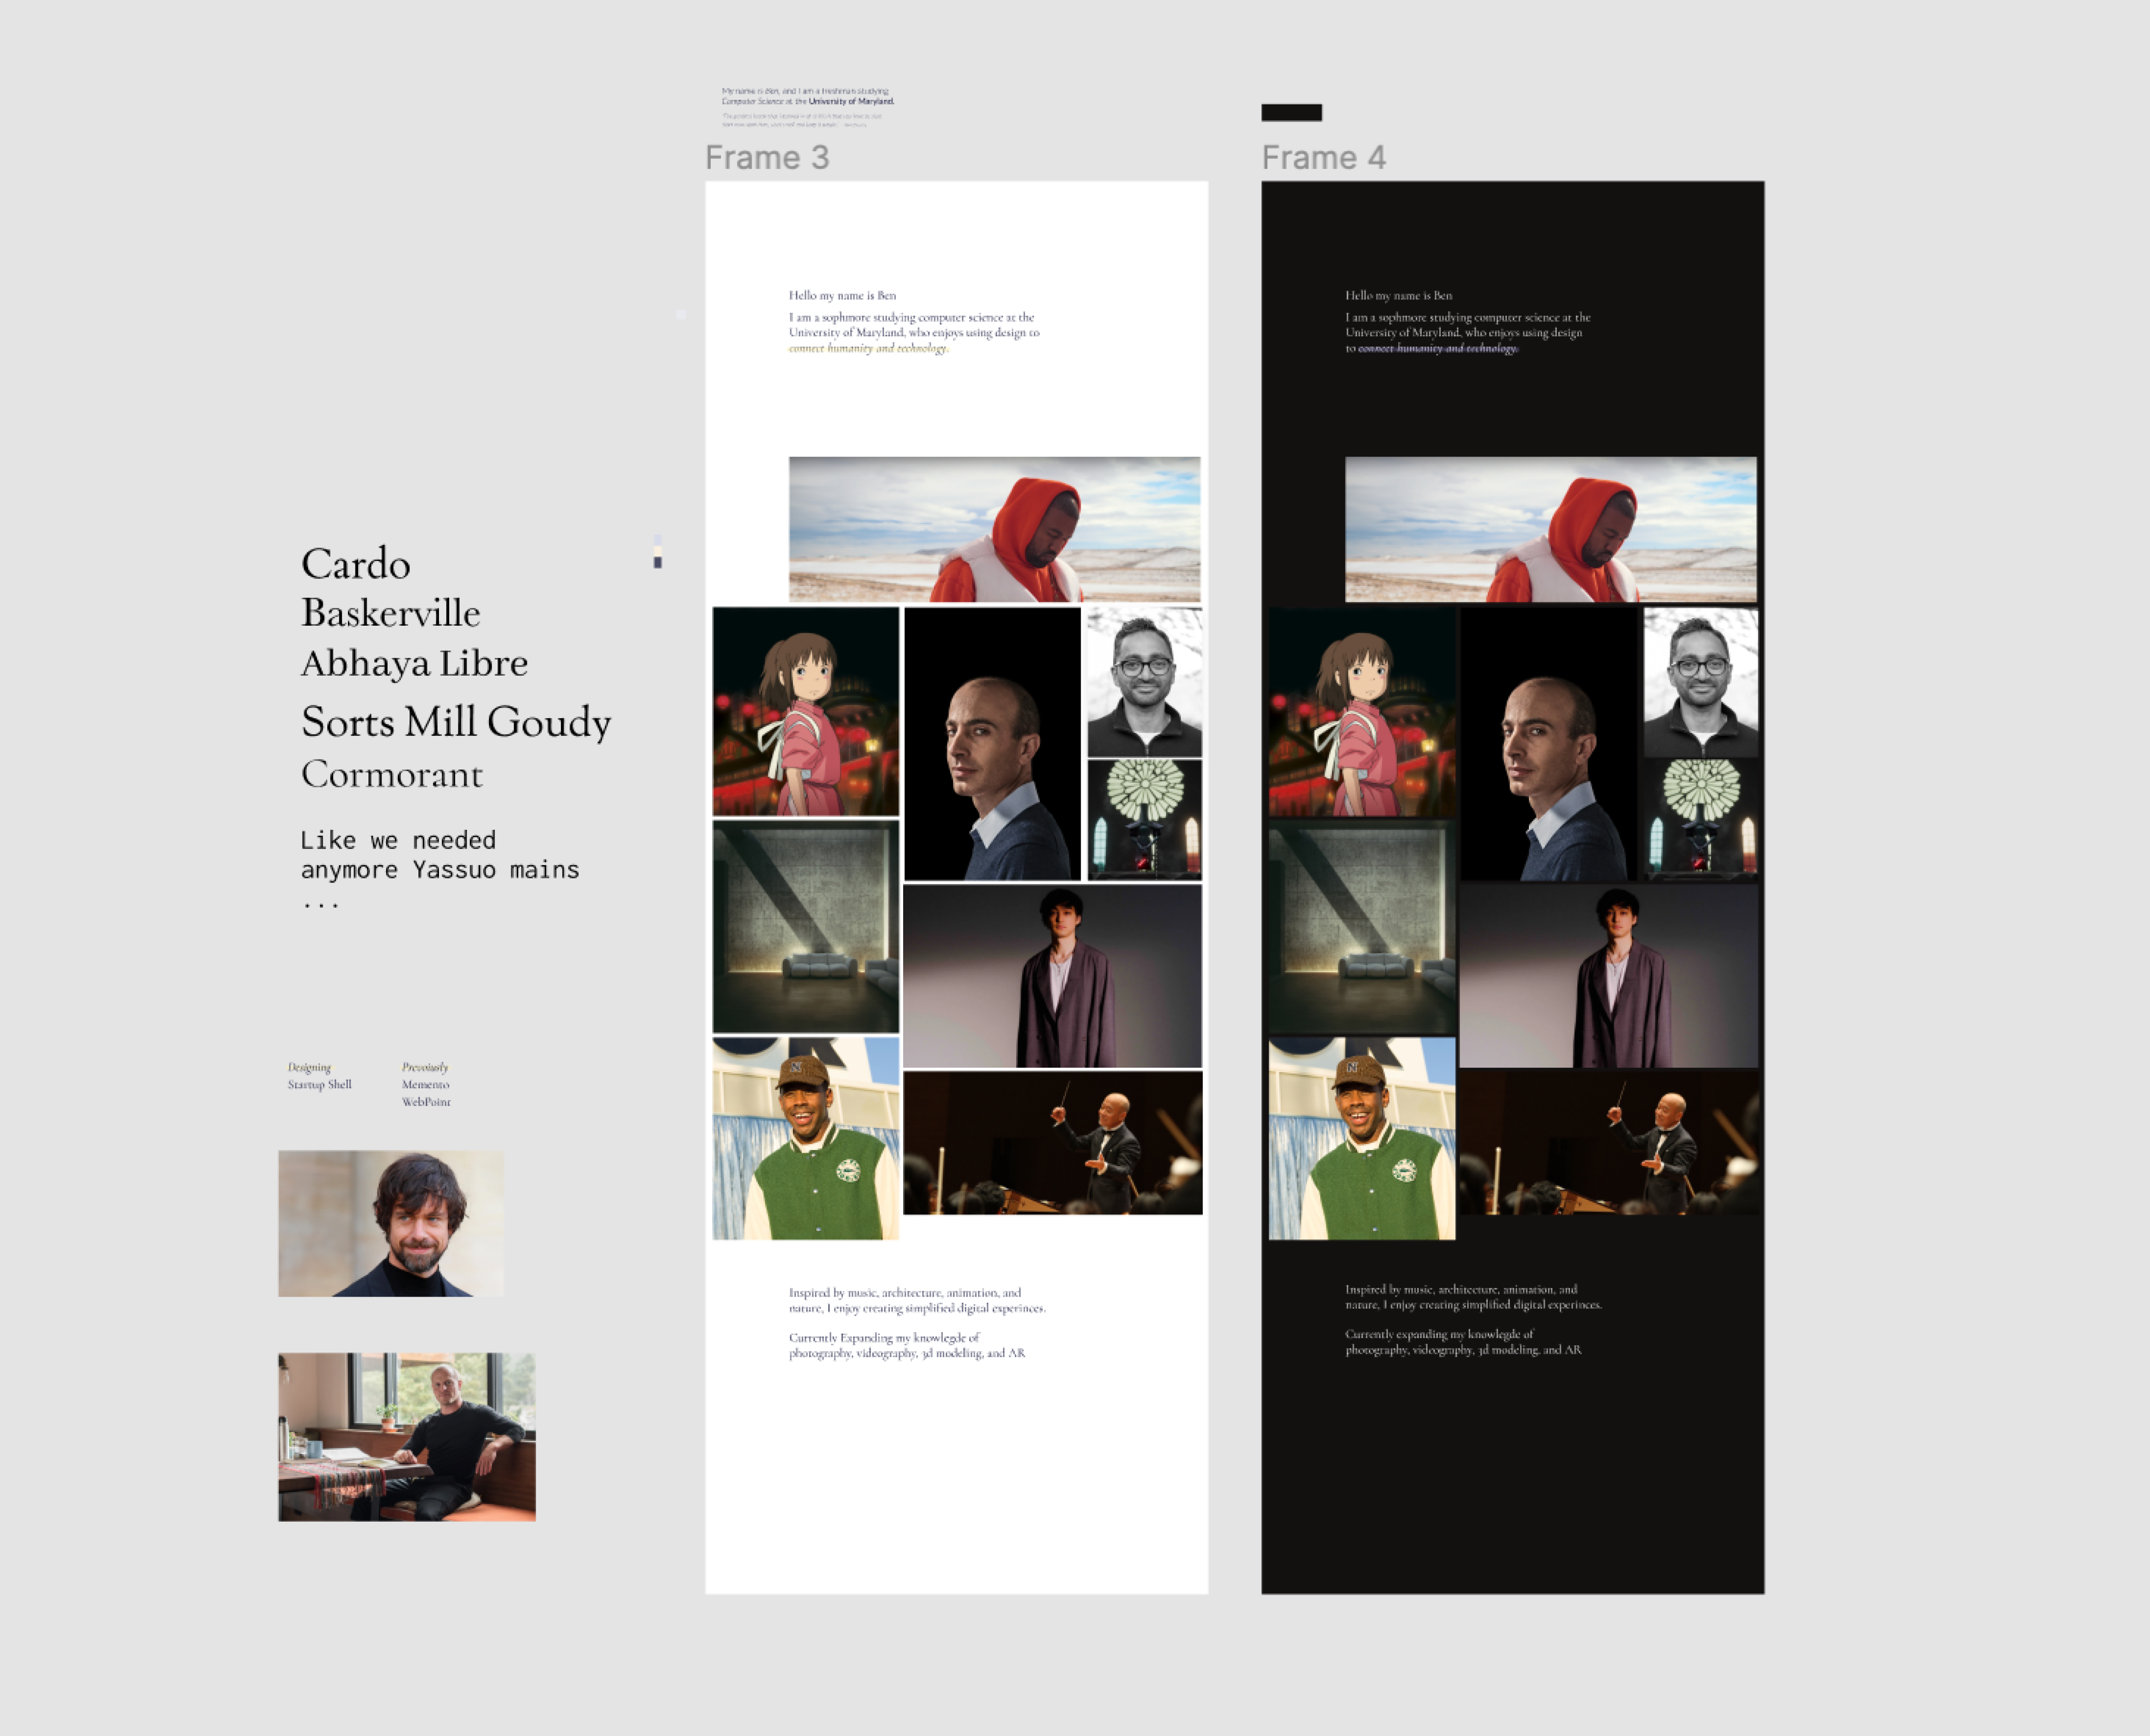 My name is Ben, and I am a freshman studying
Computer Science at the University of Maryland.
Frame 3
Frame 4
Hello my name is Ben
I am a sophmore studying computer science at the
University of Maryland, who enjoys using design to
connect humanity and technology.
Hello my name is Ben
I am a sophmore studying computer science at the
University of Maryland, who enjoys using design
to connect humanity and technology.
Cardo
Baskerville
Abhaya Libre
Sorts Mill Goudy
Cormorant
Like we needed
anymore Yassuo mains
...
Designing
Startup Shell
Previously
Memento
WebPoint
N
N
Inspired by music, architecture, animation, and
nature, I enjoy creating simplified digital experinces.
Currently Expanding my knowlegde of
photography, videography, 3d modeling, and AR
Inspired by music, architecture, animation, and
nature, I enjoy creating simplified digital experinces.
Currently expanding my knowlegde of
photography, videography, 3d modeling, and AR